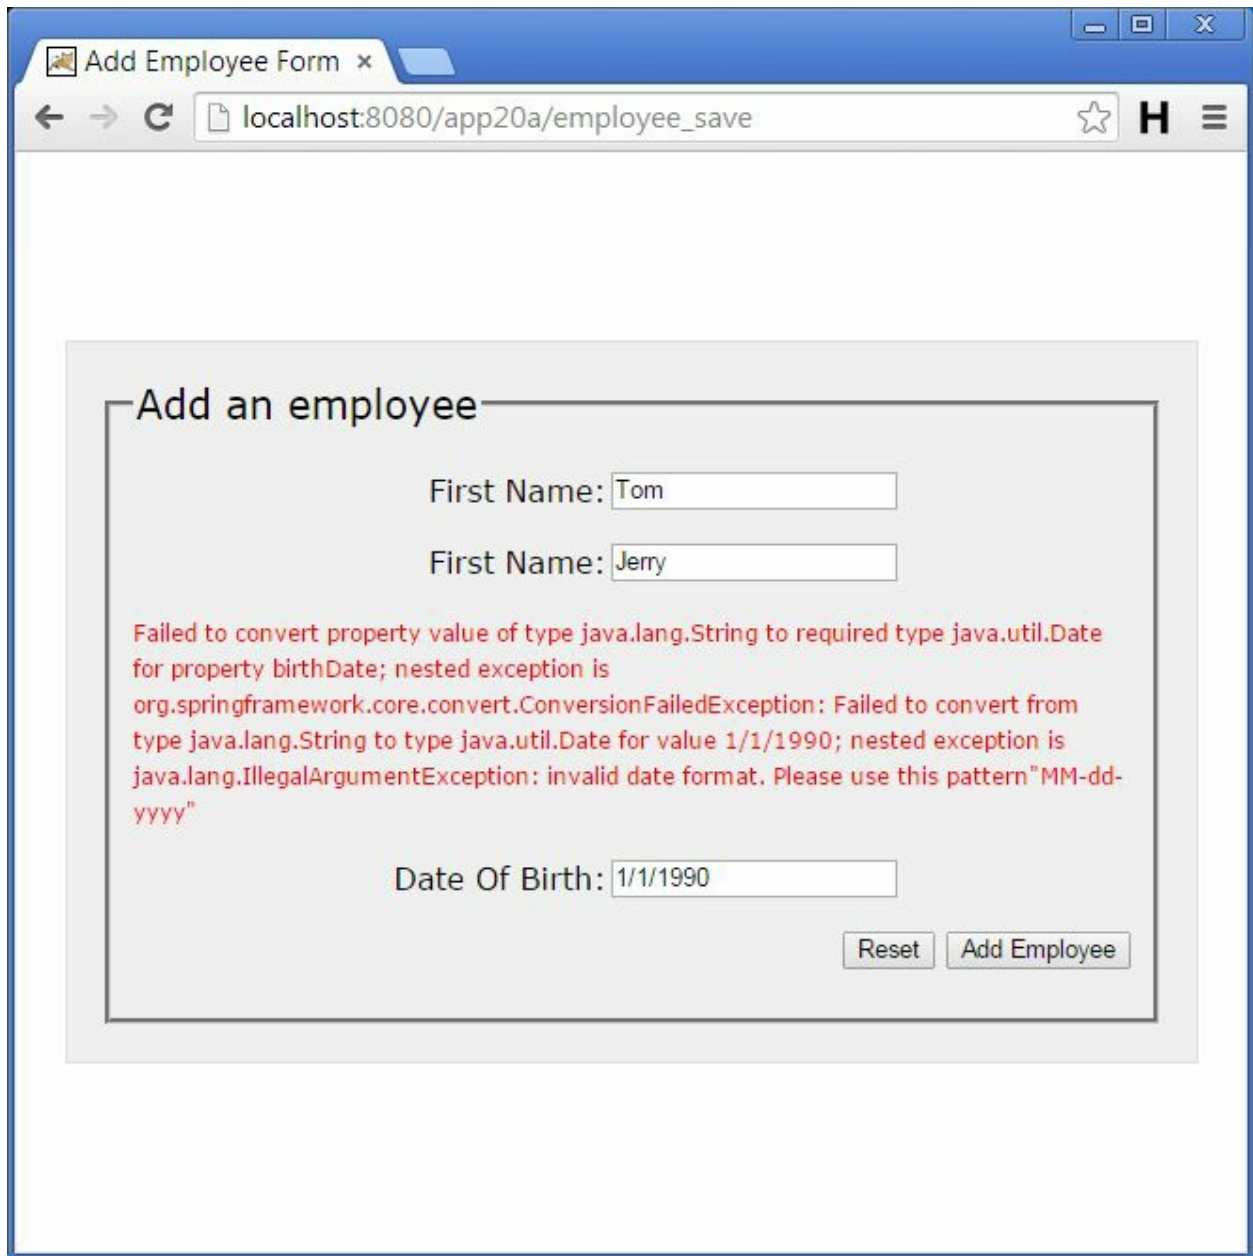 Add Employee Form
localhost:8080/app20a/employee_save
H
Add an employee
First Name: Tom
First Name: Jerry
Failed to convert property value of type java.lang.String to required type java.util.Date
for property birthDate; nested exception is
org.springframework.core.convert.ConversionFailedException: Failed to convert from
type java.lang.String to type java.util.Date for value 1/1/1990; nested exception is
java.lang.IllegalArgumentException: invalid date format. Please use this pattern"MM-dd-
yyyy"
Date Of Birth: 1/1/1990
Reset Add Employee